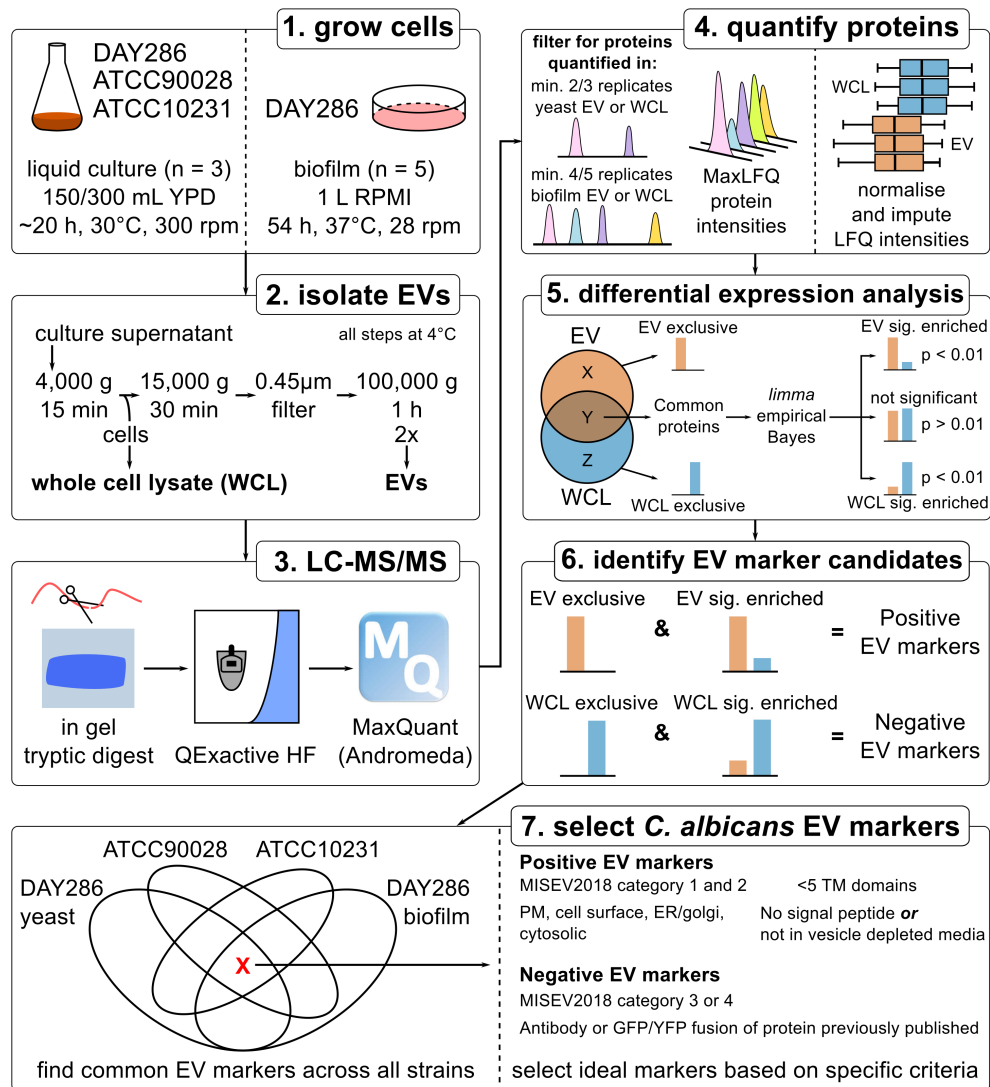 1. grow cells
DAY286
ATCC90028
ATCC10231
liquid culture (n = 3)
150/300 mL YPD
~20 h, 30°C, 300 rpm
DAY286
biofilm (n = 5)
1 L RPMI
54 h, 37°C, 28 rpm
2. isolate EVs
culture supernatant
all steps at 4°C
4,000 g
15 min
15,000 g
30 min
0.45µm
filter
100,000 g
1 h
2x
cells
whole cell lysate (WCL)
EVs
3. LC-MS/MS
in gel
tryptic digest
QExactive HF
M
Q
MaxQuant
(Andromeda)
4. quantify proteins
filter for proteins
quantified in:
min. 2/3 replicates
yeast EV or WCL
min. 4/5 replicates
biofilm EV or WCL
MaxLFQ
protein
intensities
WCL
EV
normalise
and impute
LFQ intensities
5. differential expression analysis
EV
X
Y
Z
WCL
EV exclusive
Common
proteins
WCL exclusive
limma
empirical
Bayes
EV sig. enriched
p < 0.01
not significant
p > 0.01
p < 0.01
WCL sig. enriched
6. identify EV marker candidates
EV exclusive
&
EV sig. enriched
=
Positive
EV markers
WCL exclusive
&
WCL sig. enriched
=
Negative
EV markers
7. select C. albicans EV markers
ATCC90028
ATCC10231
DAY286
yeast
DAY286
biofilm
X
find common EV markers across all strains
Positive EV markers
MISEV2018 category 1 and 2
<5 TM domains
PM, cell surface, ER/golgi,
cytosolic
No signal peptide or
not in vesicle depleted media
Negative EV markers
MISEV2018 category 3 or 4
Antibody or GFP/YFP fusion of protein previously published
select ideal markers based on specific criteria